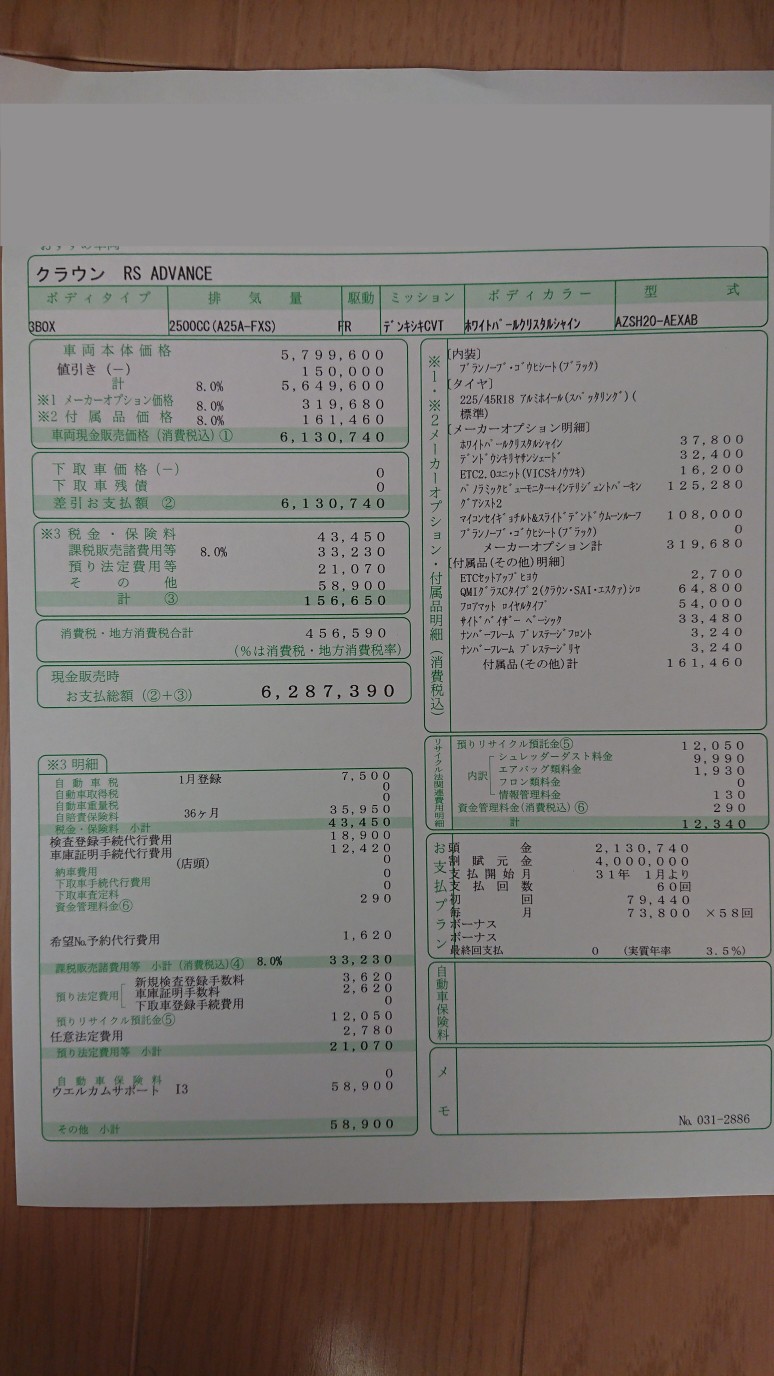 クラウン RS ADVANCE
ボディタイプ 排気量 駆動 ミッション ボディカラー 型式
3BOX 2500CC(A25A-FXS) FR ﾃﾞﾝｷｼｷCVT ﾎﾜｲﾄﾊﾟｰﾙｸﾘｽﾀﾙｼｬｲﾝ AZSH20-AEXAB
車両本体価格 5,799,600
値引き(−) 150,000
計 8.0% 5,649,600
※1 メーカーオプション価格 8.0% 319,680
※2 付属品価格 8.0% 161,460
車両現金販売価格(消費税込)① 6,130,740
下取車価格(−) 0
下取車残債 0
差引お支払額 ② 6,130,740
※3 税金・保険料 43,450
課税販売諸費用等 8.0% 33,230
預り法定費用等 21,070
その他 58,900
計 ③ 156,650
消費税・地方消費税合計 456,590
(%は消費税・地方消費税率)
現金販売時
お支払総額(②+③) 6,287,390
※3 明細
自動車税 1月登録 7,500
自動車取得税 0
自動車重量税 0
自賠責保険料 36ヶ月 35,950
税金・保険料 小計 43,450
検査登録手続代行費用 18,900
車庫証明手続代行費用 12,420
納車費用 (店頭) 0
下取車手続代行費用 0
下取車査定料 0
資金管理料金⑥ 290
希望№予約代行費用 1,620
課税販売諸費用等 小計(消費税込)④ 8.0% 33,230
預り法定費用 新規検査登録手数料 3,620
車庫証明手数料 2,620
下取車登録手続費用 0
預りリサイクル預託金⑤ 12,050
任意法定費用 2,780
預り法定費用等 小計 21,070
自動車保険料 0
ウエルカムサポート I3 58,900
その他 小計 58,900
※1・※2メーカーオプション・付属品明細(消費税込)
[内装]
ﾌﾞﾗﾝﾉｰﾌﾞ･ｺﾞｳﾋｼｰﾄ(ﾌﾞﾗｯｸ)
[タイヤ]
225/45R18 ｱﾙﾐﾎｲｰﾙ(ｽﾊﾟｯﾀﾘﾝｸﾞ)(
標準)
[メーカーオプション明細]
ﾎﾜｲﾄﾊﾟｰﾙｸﾘｽﾀﾙｼｬｲﾝ 37,800
ﾃﾞﾝﾄﾞｳｼｷﾘﾔｻﾝｼｪｰﾄﾞ 32,400
ETC2.0ﾕﾆｯﾄ(VICSｷﾉｳﾂｷ) 16,200
ﾊﾟﾉﾗﾐｯｸﾋﾞｭｰﾓﾆﾀｰ+ｲﾝﾃﾘｼﾞｪﾝﾄﾊﾟｰｷﾝ 125,280
ｸﾞｱｼｽﾄ2
ﾏｲｺﾝｾｲｷﾞｮﾁﾙﾄ&ｽﾗｲﾄﾞﾃﾞﾝﾄﾞｳﾑｰﾝﾙｰﾌ 108,000
ﾌﾞﾗﾝﾉｰﾌﾞ･ｺﾞｳﾋｼｰﾄ(ﾌﾞﾗｯｸ) 0
メーカーオプション計 319,680
[付属品(その他)明細]
ETCｾｯﾄｱｯﾌﾟﾋﾖｳ 2,700
QMIｸﾞﾗｽCﾀｲﾌﾟ2(ｸﾗｳﾝ･SAI･ｴｽｸｧ)ｼﾛ 64,800
ﾌﾛｱﾏｯﾄ ﾛｲﾔﾙﾀｲﾌﾟ 54,000
ｻｲﾄﾞﾊﾞｲｻﾞｰ ﾍﾞｰｼｯｸ 33,480
ﾅﾝﾊﾞｰﾌﾚｰﾑ ﾌﾟﾚｽﾃｰｼﾞﾌﾛﾝﾄ 3,240
ﾅﾝﾊﾞｰﾌﾚｰﾑ ﾌﾟﾚｽﾃｰｼﾞﾘﾔ 3,240
付属品(その他)計 161,460
リサイクル法関連費用明細
預りリサイクル預託金⑤ 12,050
内訳 シュレッダーダスト料金 9,990
エアバッグ類料金 1,930
フロン類料金 0
情報管理料金 130
資金管理料金(消費税込)⑥ 290
計 12,340
お支払プラン
頭金 2,130,740
割賦元金 4,000,000
支払開始月 31年 1月より
支払回数 60回
初回 79,440
毎月 73,800 ×58回
ボーナス
ボーナス
最終回支払 0 (実質年率 3.5%)
自動車保険料
メモ
№ 031-2886